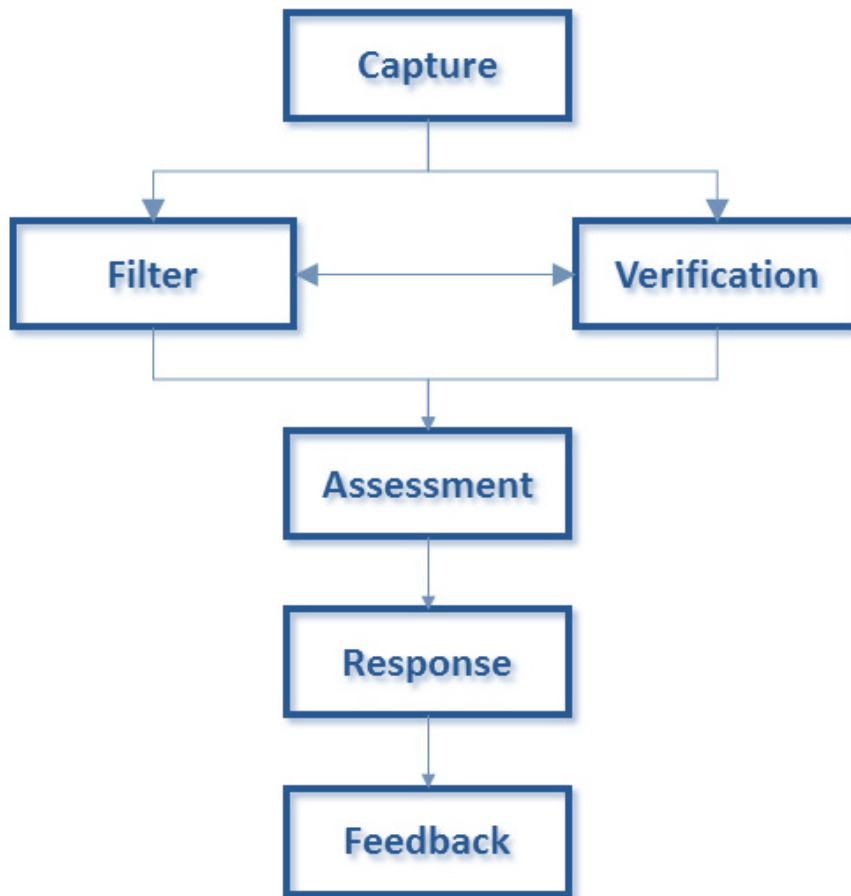 Capture
Filter
Verification
Assessment
Response
Feedback